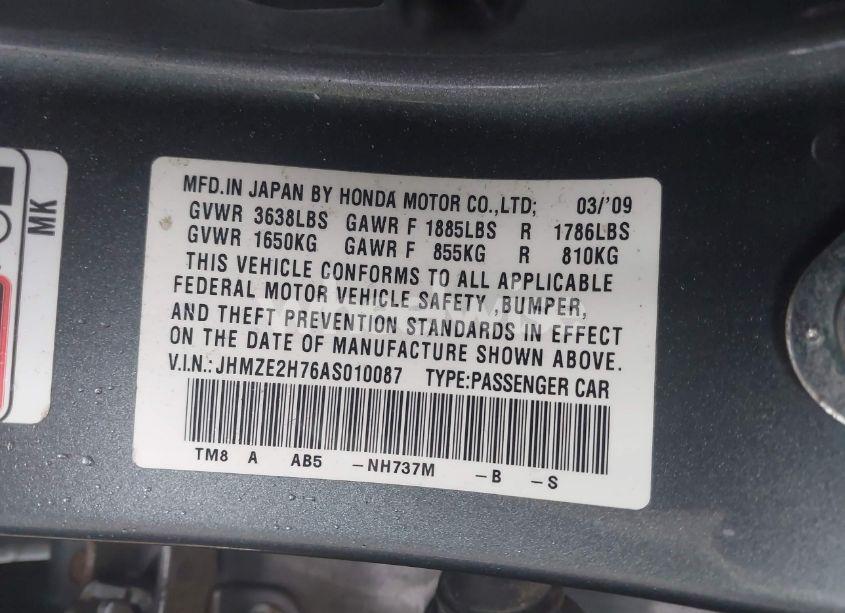 MK
MFD.IN JAPAN BY HONDA MOTOR CO.,LTD; 03/'09
GVWR 3638LBS GAWR F 1885LBS R 1786LBS
GVWR 1650KG GAWR F 855KG R 810KG
THIS VEHICLE CONFORMS TO ALL APPLICABLE
FEDERAL MOTOR VEHICLE SAFETY ,BUMPER,
AND THEFT PREVENTION STANDARDS IN EFFECT
ON THE DATE OF MANUFACTURE SHOWN ABOVE.
V.I.N.:JHMZE2H76AS010087 TYPE:PASSENGER CAR
TM8 A AB5 -NH737M -B -S